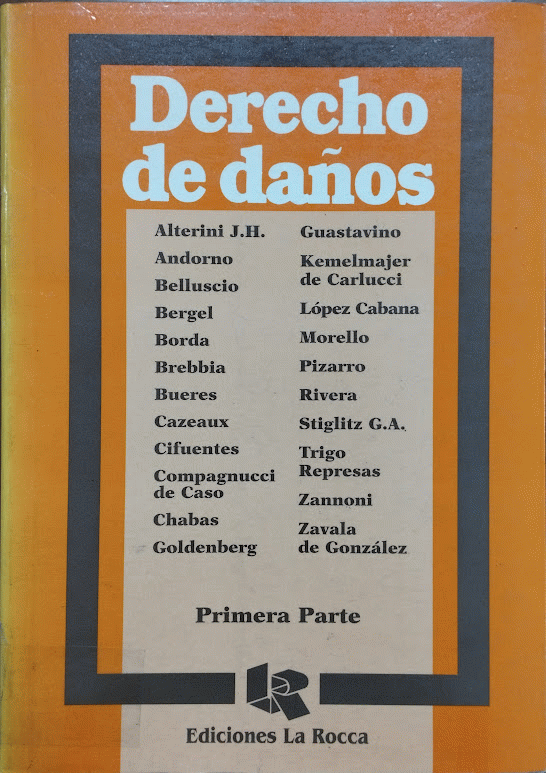 Derecho
de daños
Alterini J.H.
Andorno
Belluscio
Bergel
Borda
Brebbia
Bueres
Cazeaux
Cifuentes
Compagnucci
de Caso
Chabas
Goldenberg
Guastavino
Kemelmajer
de Carlucci
López Cabana
Morello
Pizarro
Rivera
Stiglitz G.A.
Trigo
Represas
Zannoni
Zavala
de González
Primera Parte
Ediciones La Rocca